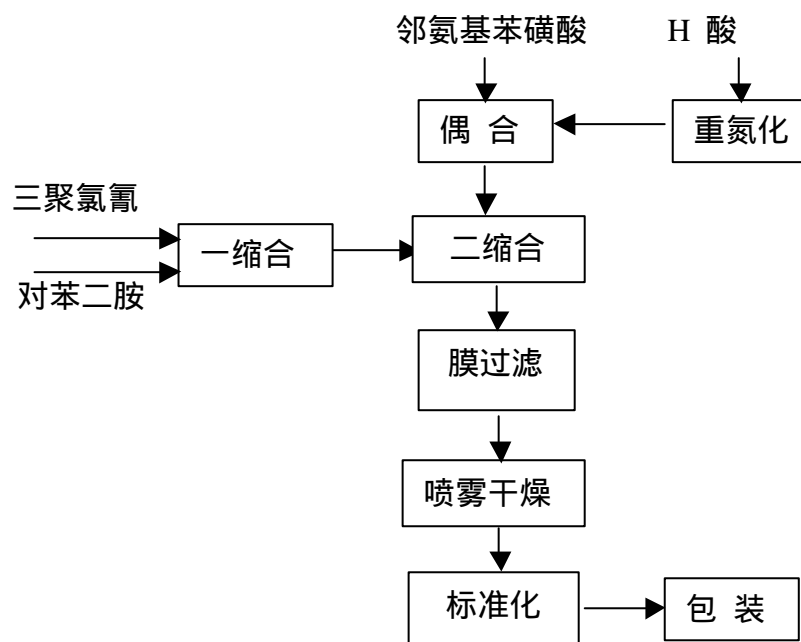 邻氨基苯磺酸 H 酸
偶 合 重氮化
三聚氯氰
一缩合 二缩合
对苯二胺
膜过滤
喷雾干燥
标准化 包 装